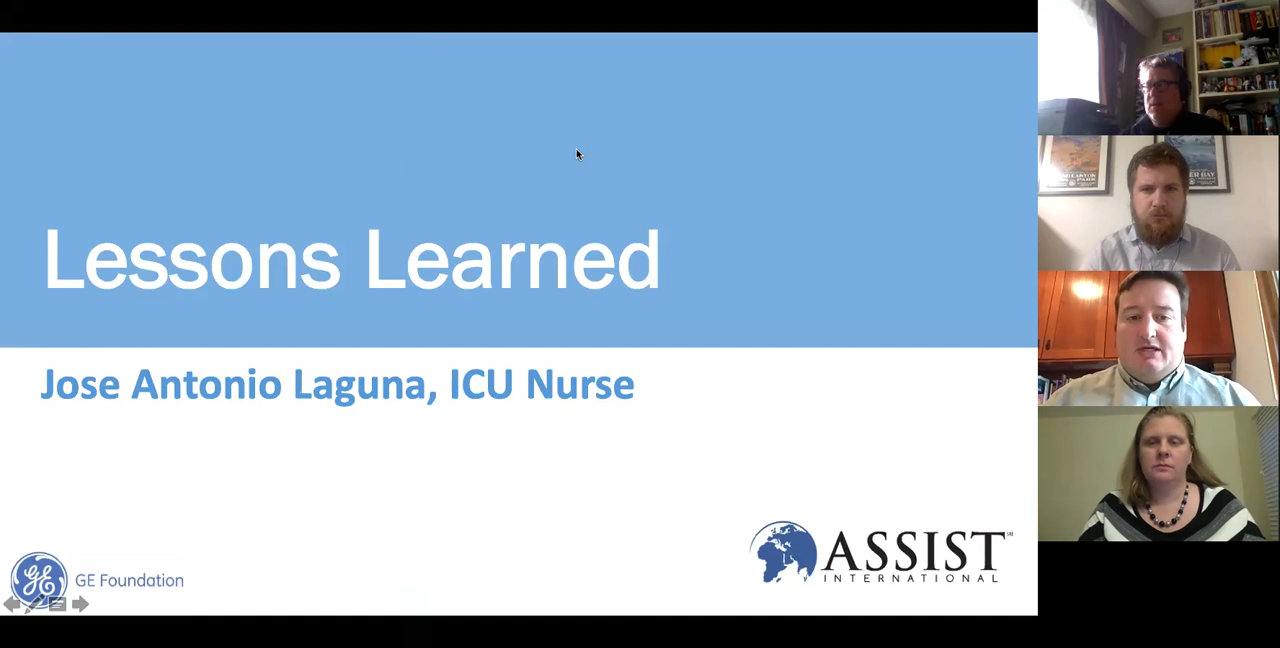 Lessons Learned
Jose Antonio Laguna, ICU Nurse
GE Foundation
ASSIST
INTERNATIONAL